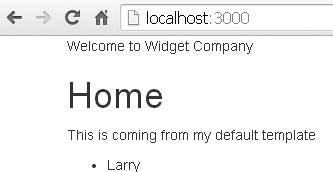 localhost:3000
Welcome to Widget Company
Home
This is coming from my default template
Larry